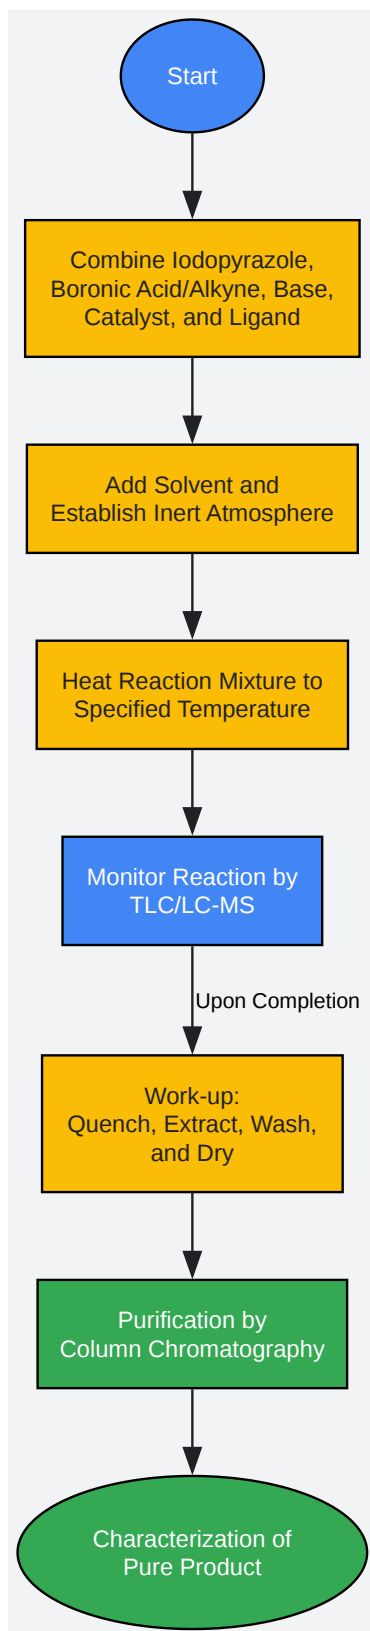 Start
Combine Iodopyrazole,
Boronic Acid/Alkyne, Base,
Catalyst, and Ligand
Add Solvent and
Establish Inert Atmosphere
Heat Reaction Mixture to
Specified Temperature
Monitor Reaction by
TLC/LC-MS
Upon Completion
Work-up:
Quench, Extract, Wash,
and Dry
Purification by
Column Chromatography
Characterization of
Pure Product